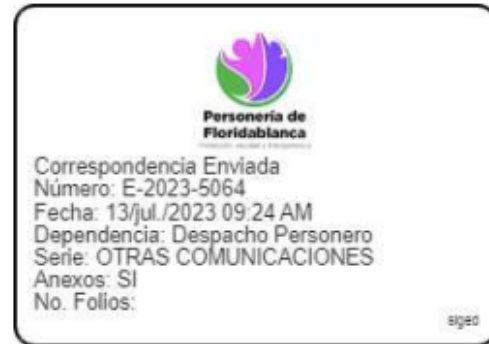 Personería de
Floridablanca
Correspondencia Enviada
Número: E-2023-5064
Fecha: 13/jul./2023 09:24 AM
Dependencia: Despacho Personero
Serie: OTRAS COMUNICACIONES
Anexos: SI
No. Folios:
siged